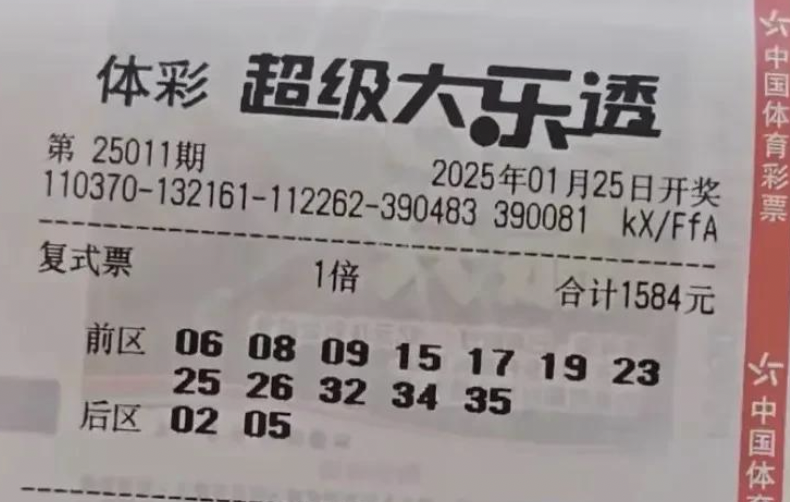 体彩 超级大乐透
第 25011期 2025年01月25日开奖
110370-132161-112262-390483 390081 kX/FfA
复式票 1倍 合计1584元
前区 06 08 09 15 17 19 23
25 26 32 34 35
后区 02 05
中国体育彩票
中国体育